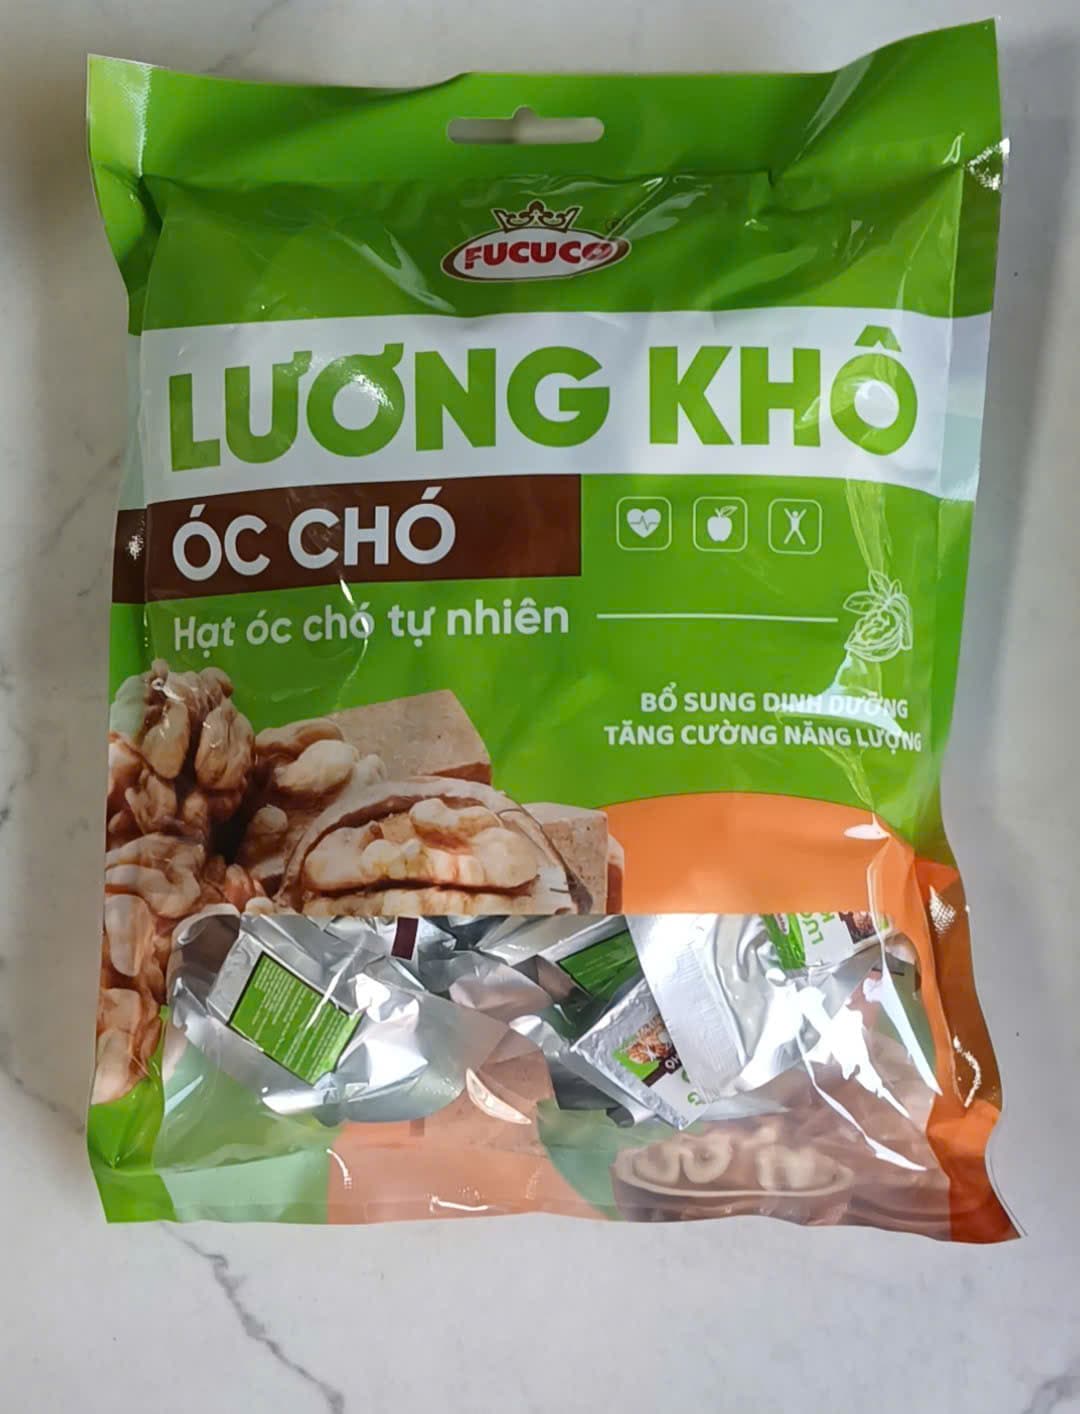 FUCUCO
LƯƠNG KHÔ
ÓC CHÓ
Hạt óc chó tự nhiên
BỔ SUNG DINH DƯỠNG
TĂNG CƯỜNG NĂNG LƯỢNG